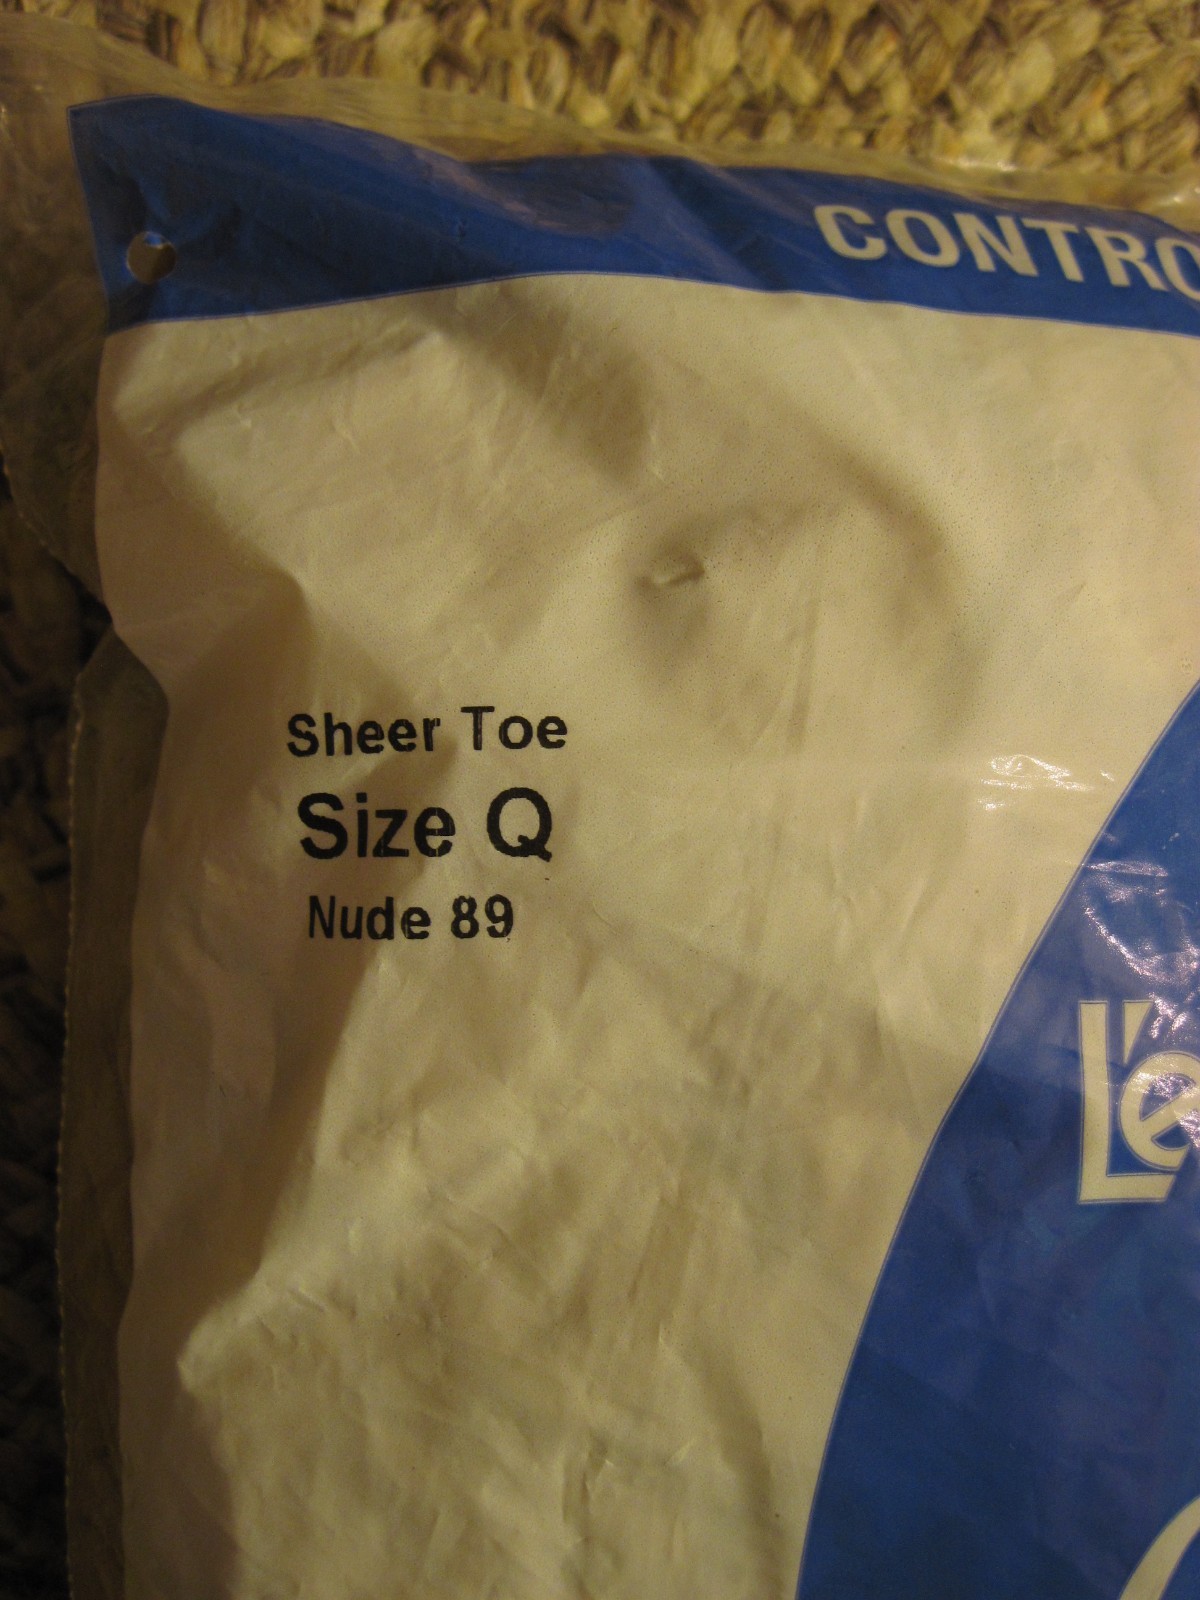 CONTRO
Sheer Toe
Size Q
Nude 89
L'e